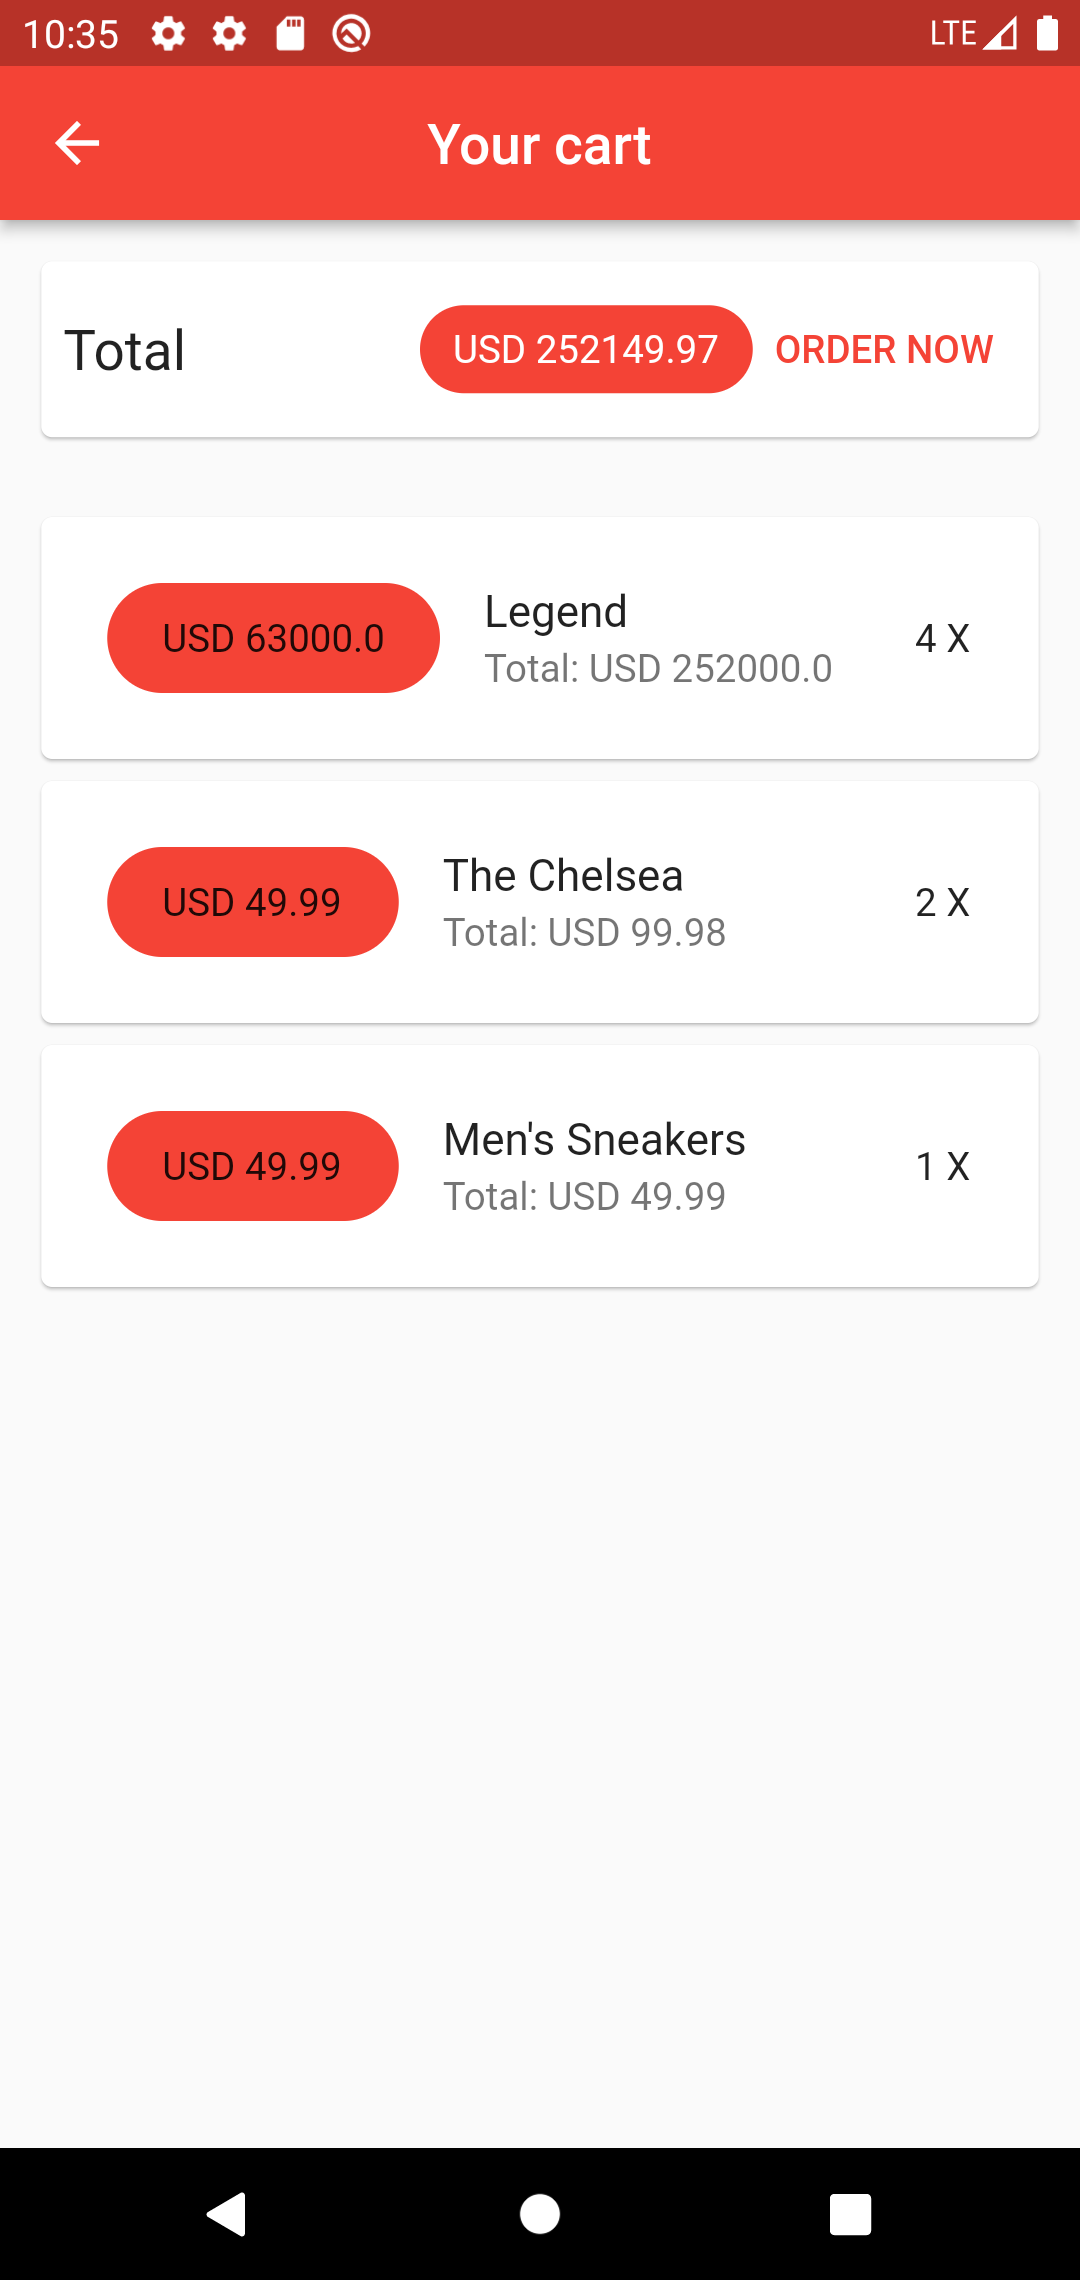 10:35 LTE
Your cart
Total USD 252149.97 ORDER NOW
USD 63000.0 Legend 4 X
Total: USD 252000.0
USD 49.99 The Chelsea 2 X
Total: USD 99.98
USD 49.99 Men's Sneakers 1 X
Total: USD 49.99